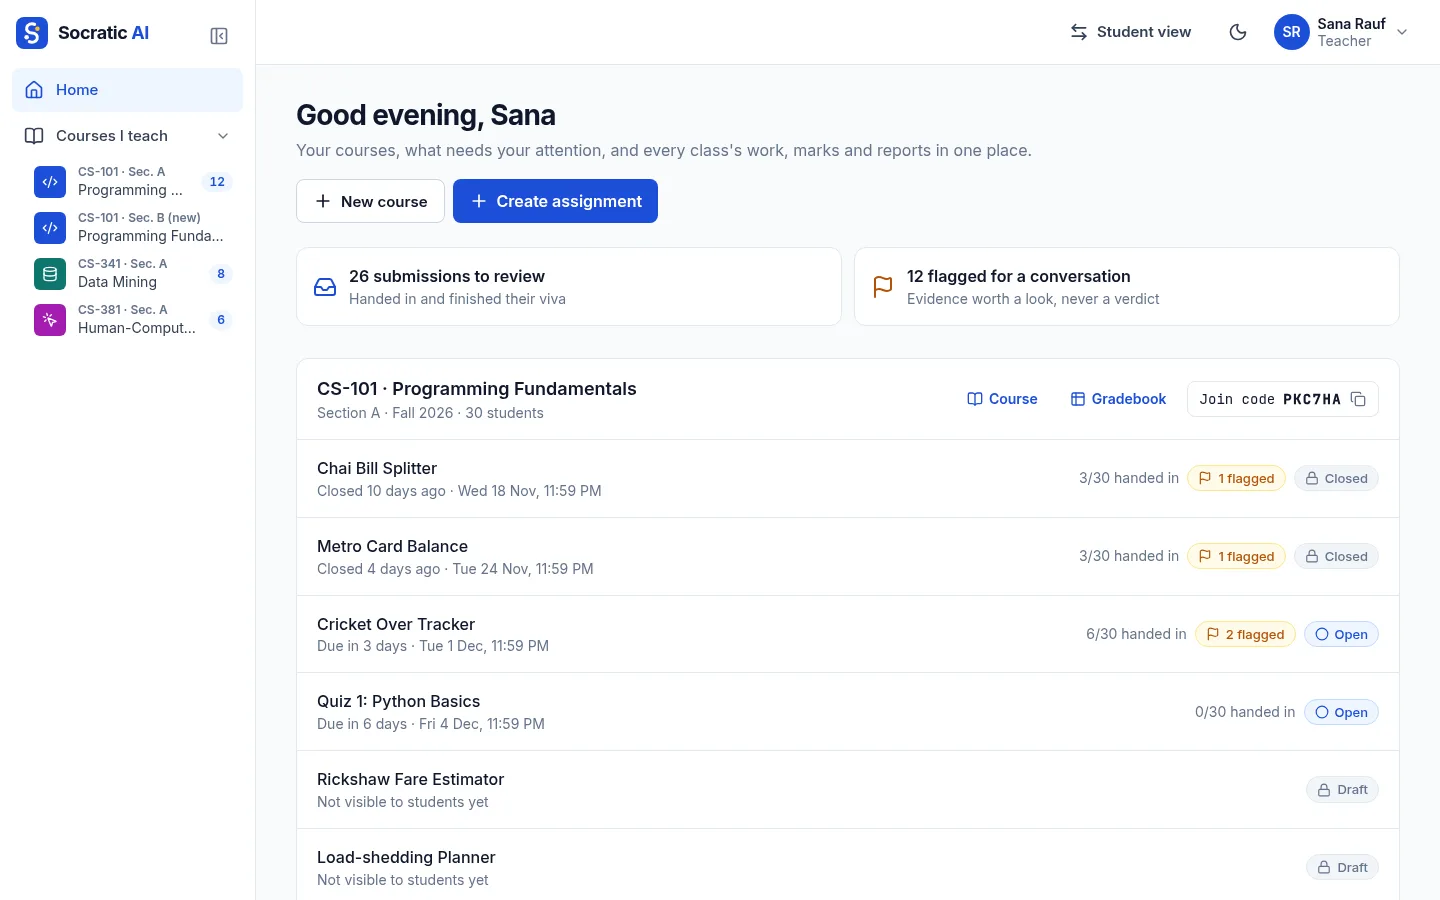 Socratic AI
Student view
SR
Sana Rauf
Teacher
Home
Courses I teach
CS-101 · Sec. A
Programming ...
12
CS-101 · Sec. B (new)
Programming Funda...
CS-341 · Sec. A
Data Mining
8
CS-381 · Sec. A
Human-Comput...
6
Good evening, Sana
Your courses, what needs your attention, and every class's work, marks and reports in one place.
New course
Create assignment
26 submissions to review
Handed in and finished their viva
12 flagged for a conversation
Evidence worth a look, never a verdict
CS-101 · Programming Fundamentals
Section A · Fall 2026 · 30 students
Course
Gradebook
Join code PKC7HA
Chai Bill Splitter
Closed 10 days ago · Wed 18 Nov, 11:59 PM
3/30 handed in
1 flagged
Closed
Metro Card Balance
Closed 4 days ago · Tue 24 Nov, 11:59 PM
3/30 handed in
1 flagged
Closed
Cricket Over Tracker
Due in 3 days · Tue 1 Dec, 11:59 PM
6/30 handed in
2 flagged
Open
Quiz 1: Python Basics
Due in 6 days · Fri 4 Dec, 11:59 PM
0/30 handed in
Open
Rickshaw Fare Estimator
Not visible to students yet
Draft
Load-shedding Planner
Not visible to students yet
Draft